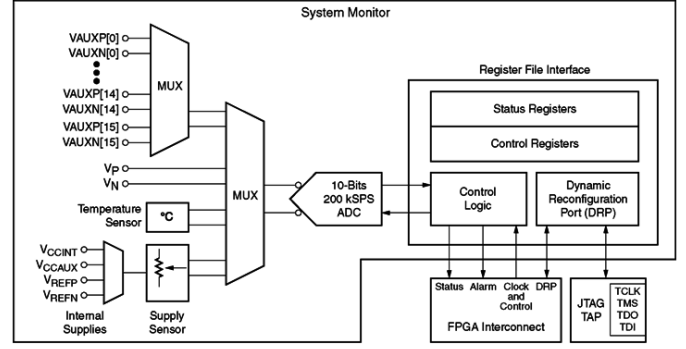 System Monitor
VAUXP[0]
VAUXN[0]
VAUXP[14]
VAUXN[14]
VAUXP[15]
VAUXN[15]
MUX
VP
VN
Temperature
Sensor
°C
VCCINT
VCCAUX
VREFP
VREFN
Internal
Supplies
Supply
Sensor
MUX
10-Bits
200 kSPS
ADC
Register File Interface
Status Registers
Control Registers
Control
Logic
Dynamic
Reconfiguration
Port (DRP)
Status Alarm Clock DRP
and
Control
FPGA Interconnect
JTAG
TAP
TCLK
TMS
TDO
TDI